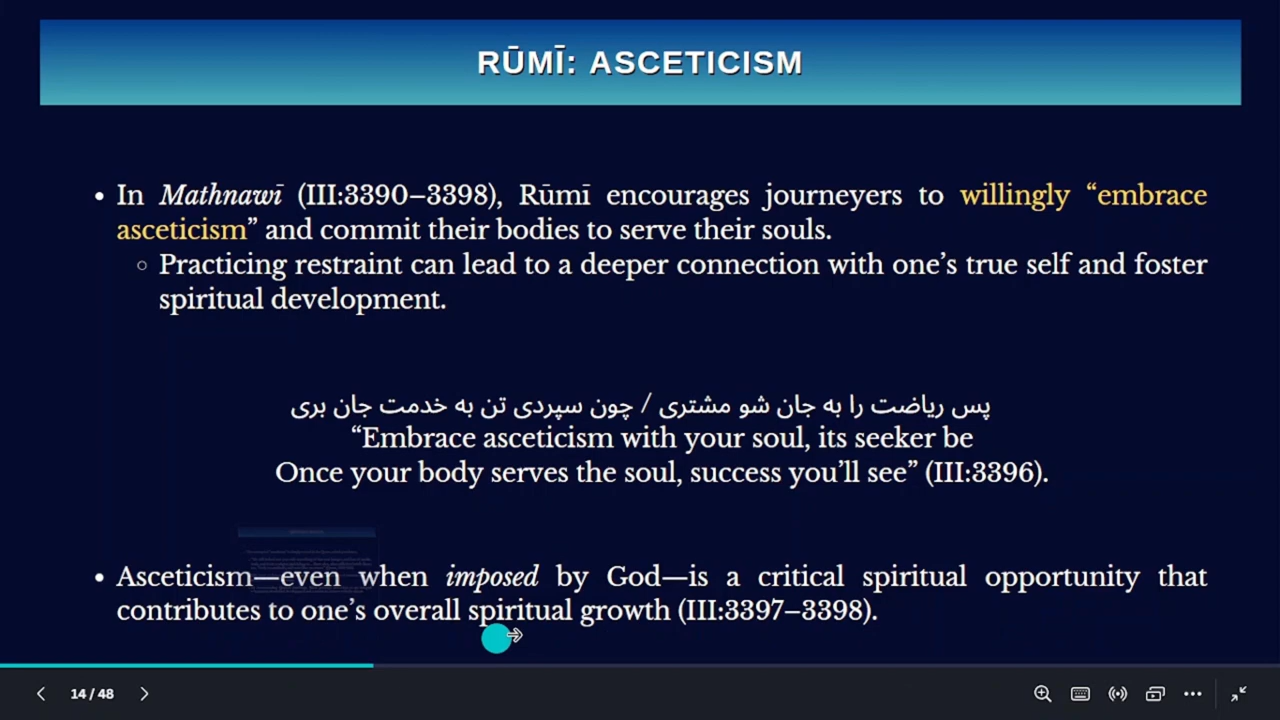 RŪMĪ: ASCETICISM
• In Mathnawī (III:3390–3398), Rūmī encourages journeyers to willingly “embrace
asceticism” and commit their bodies to serve their souls.
○ Practicing restraint can lead to a deeper connection with one’s true self and foster
spiritual development.
پس ریاضت را به جان شو مشتری / چون سپردی تن به خدمت جان بری
“Embrace asceticism with your soul, its seeker be
Once your body serves the soul, success you’ll see” (III:3396).
• Asceticism—even when imposed by God—is a critical spiritual opportunity that
contributes to one’s overall spiritual growth (III:3397–3398).
14 / 48